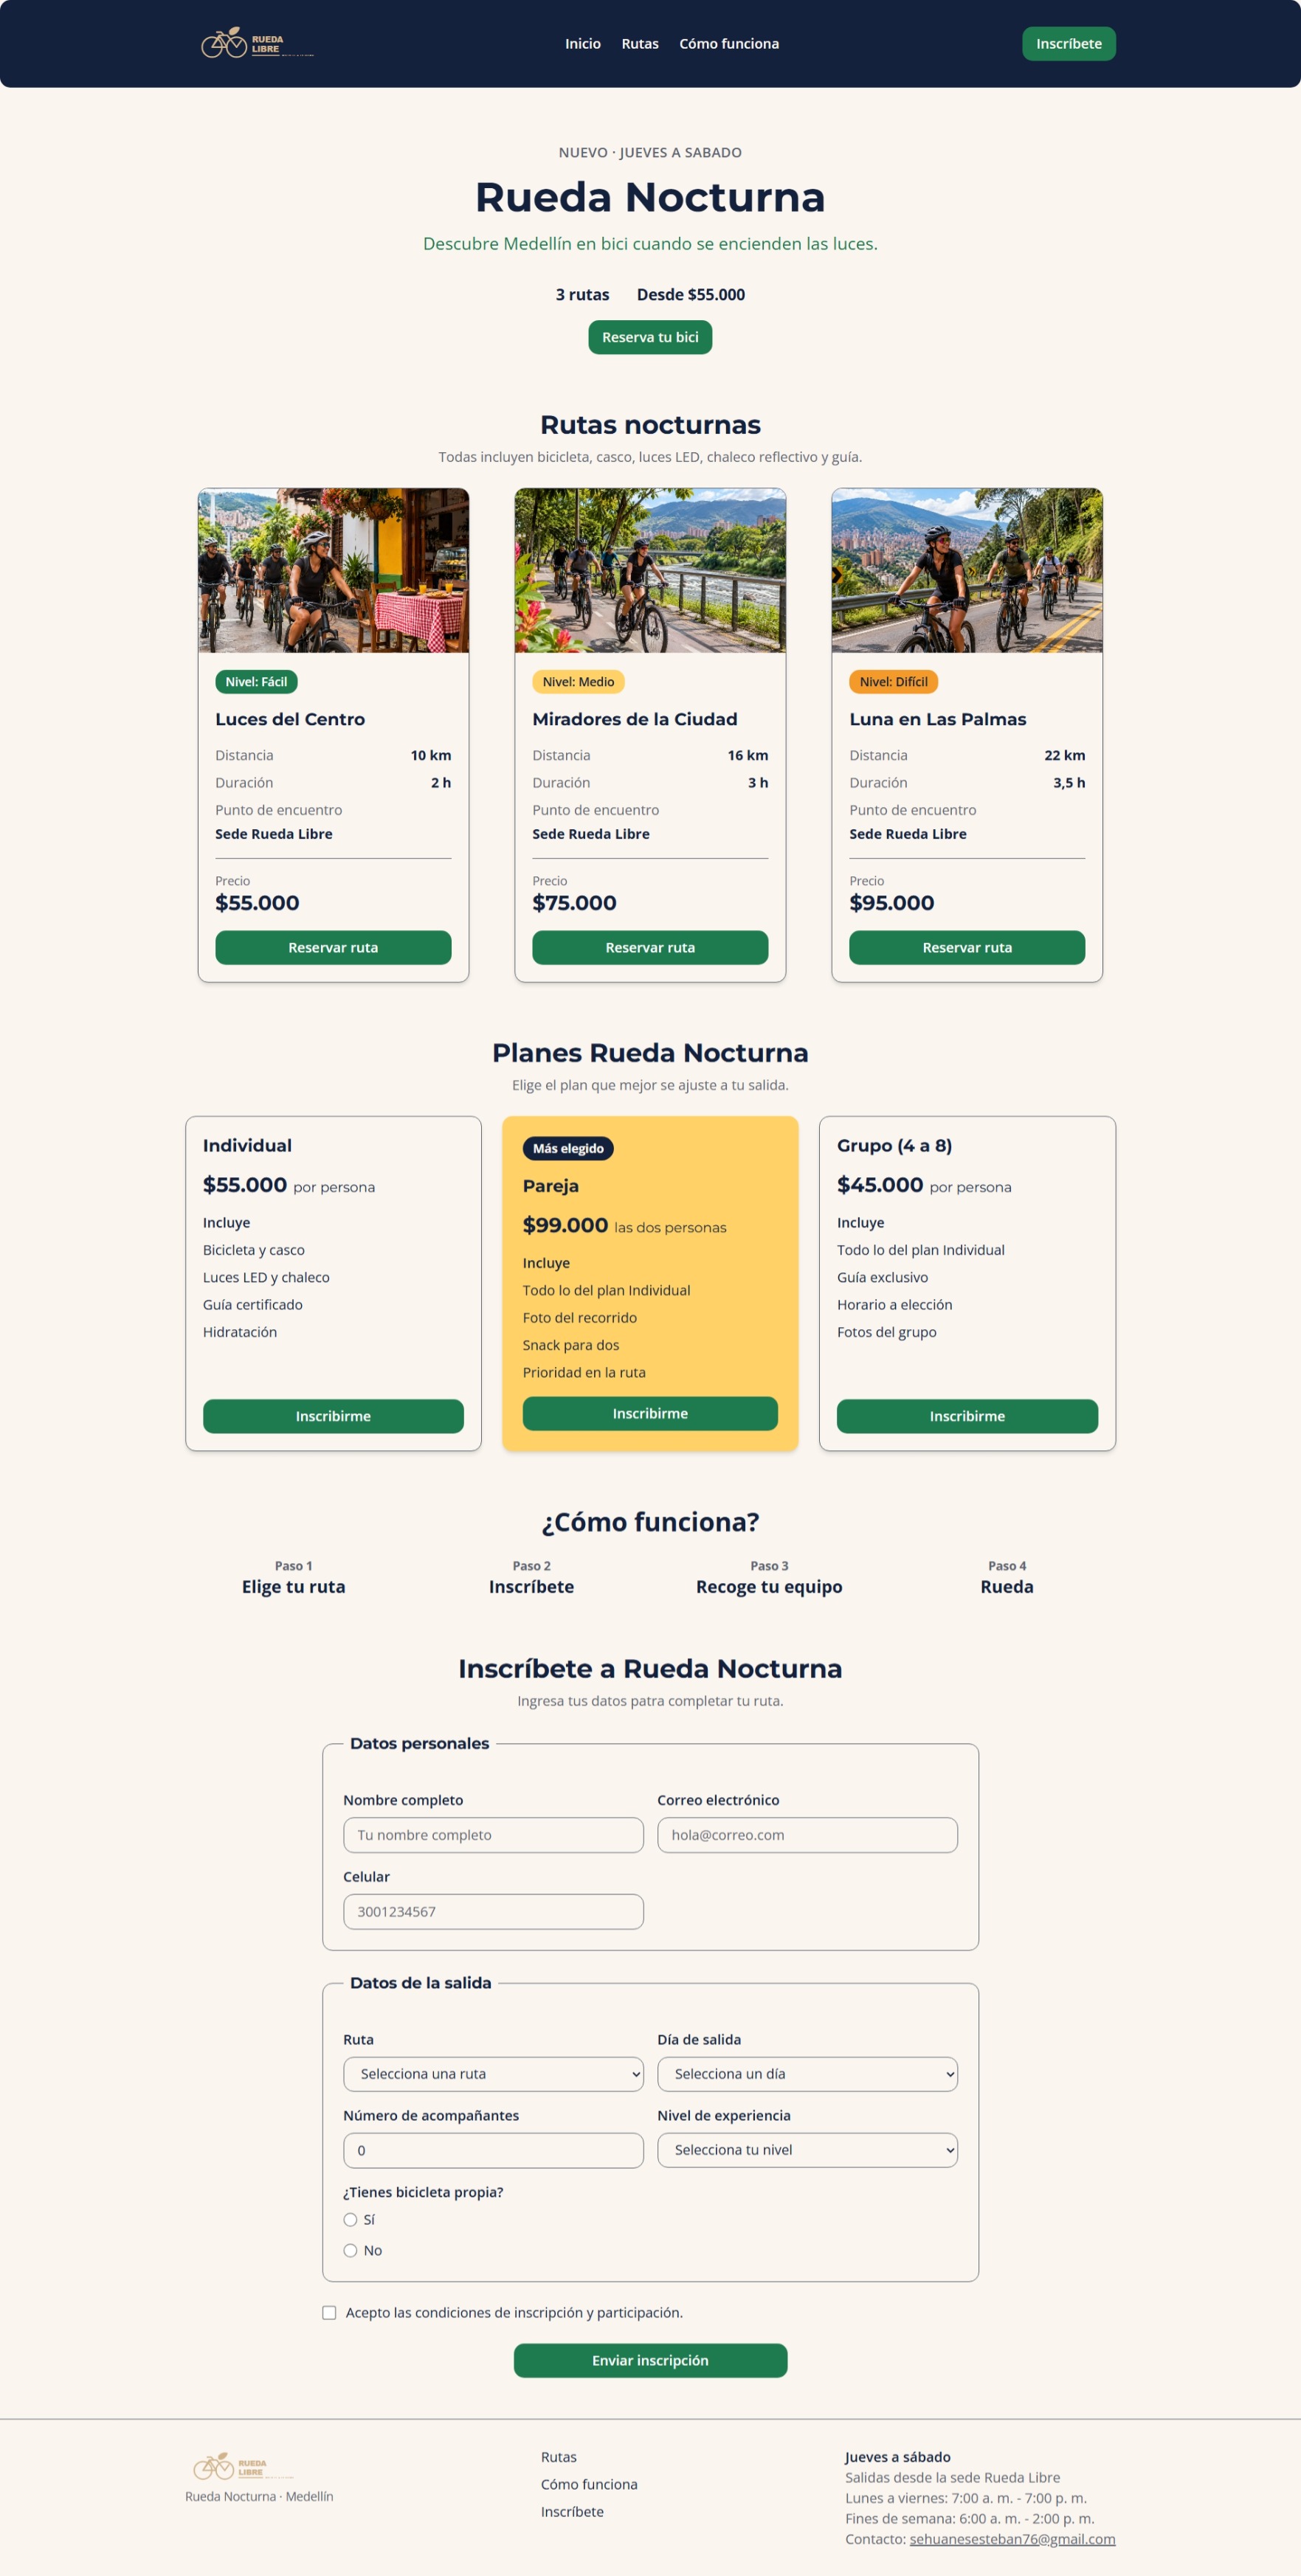 RUEDA
LIBRE
Inicio
Rutas
Cómo funciona
Inscríbete
NUEVO · JUEVES A SABADO
Rueda Nocturna
Descubre Medellín en bici cuando se encienden las luces.
3 rutas
Desde $55.000
Reserva tu bici
Rutas nocturnas
Todas incluyen bicicleta, casco, luces LED, chaleco reflectivo y guía.
Nivel: Fácil
Luces del Centro
Distancia 10 km
Duración 2 h
Punto de encuentro
Sede Rueda Libre
Precio
$55.000
Reservar ruta
Nivel: Medio
Miradores de la Ciudad
Distancia 16 km
Duración 3 h
Punto de encuentro
Sede Rueda Libre
Precio
$75.000
Reservar ruta
Nivel: Difícil
Luna en Las Palmas
Distancia 22 km
Duración 3,5 h
Punto de encuentro
Sede Rueda Libre
Precio
$95.000
Reservar ruta
Planes Rueda Nocturna
Elige el plan que mejor se ajuste a tu salida.
Individual
$55.000 por persona
Incluye
Bicicleta y casco
Luces LED y chaleco
Guía certificado
Hidratación
Inscribirme
Más elegido
Pareja
$99.000 las dos personas
Incluye
Todo lo del plan Individual
Foto del recorrido
Snack para dos
Prioridad en la ruta
Inscribirme
Grupo (4 a 8)
$45.000 por persona
Incluye
Todo lo del plan Individual
Guía exclusivo
Horario a elección
Fotos del grupo
Inscribirme
¿Cómo funciona?
Paso 1
Elige tu ruta
Paso 2
Inscríbete
Paso 3
Recoge tu equipo
Paso 4
Rueda
Inscríbete a Rueda Nocturna
Ingresa tus datos patra completar tu ruta.
Datos personales
Nombre completo
Tu nombre completo
Correo electrónico
hola@correo.com
Celular
3001234567
Datos de la salida
Ruta
Selecciona una ruta
Día de salida
Selecciona un día
Número de acompañantes
0
Nivel de experiencia
Selecciona tu nivel
¿Tienes bicicleta propia?
Sí
No
Acepto las condiciones de inscripción y participación.
Enviar inscripción
RUEDA
LIBRE
Rueda Nocturna · Medellín
Rutas
Cómo funciona
Inscríbete
Jueves a sábado
Salidas desde la sede Rueda Libre
Lunes a viernes: 7:00 a. m. - 7:00 p. m.
Fines de semana: 6:00 a. m. - 2:00 p. m.
Contacto: sehuanesesteban76@gmail.com